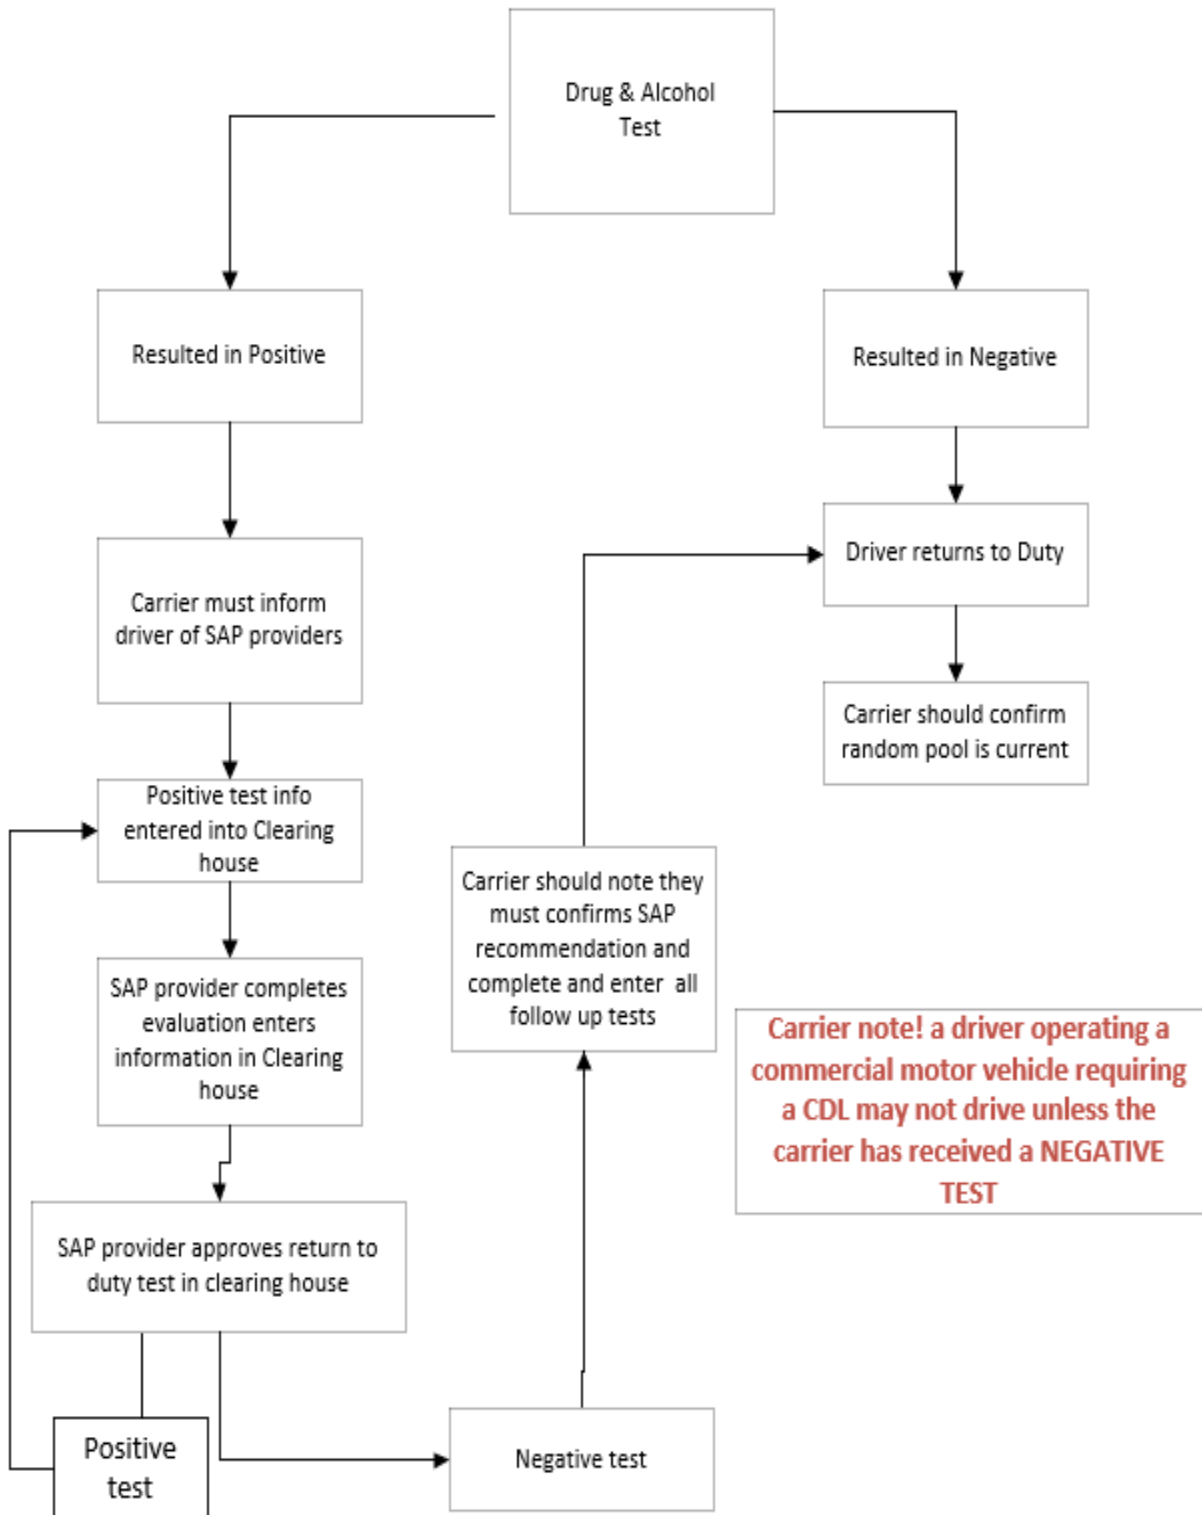 Drug & Alcohol
Test
Resulted in Positive
Resulted in Negative
Carrier must inform
driver of SAP providers
Driver returns to Duty
Carrier should confirm
random pool is current
Positive test info
entered into Clearing
house
Carrier should note they
must confirms SAP
recommendation and
complete and enter all
follow up tests
SAP provider completes
evaluation enters
information in Clearing
house
Carrier note! a driver operating a
commercial motor vehicle requiring
a CDL may not drive unless the
carrier has received a NEGATIVE
TEST
SAP provider approves return to
duty test in clearing house
Positive
test
Negative test